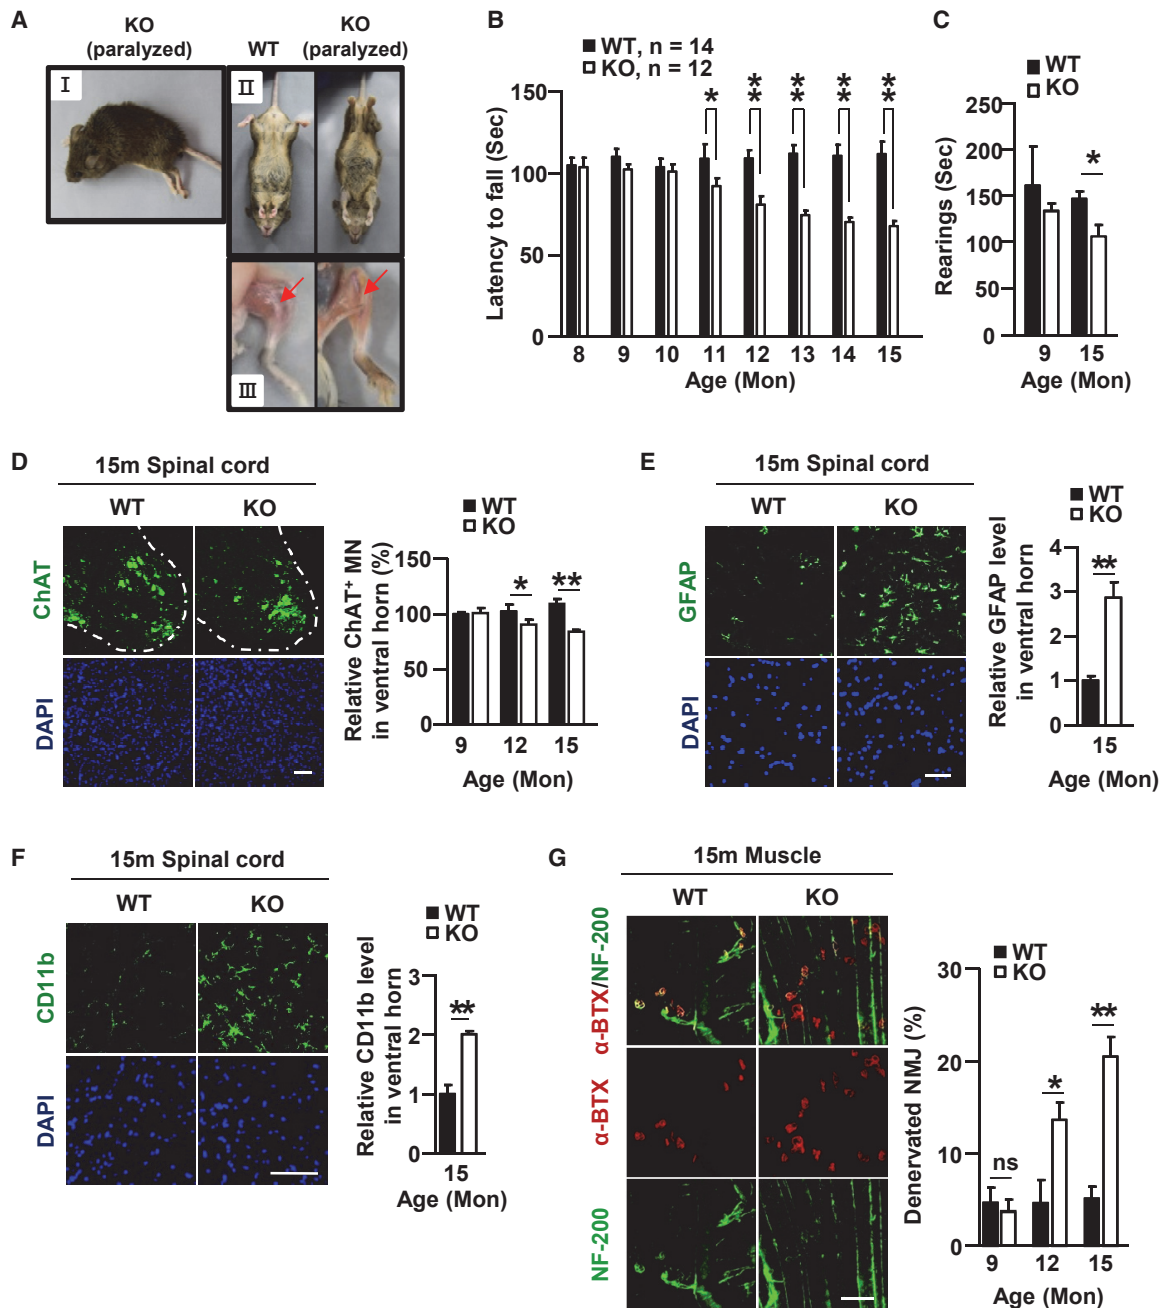 A
KO
(paralyzed)
WT
KO
(paralyzed)
I
II
III
B
WT, n = 14
KO, n = 12
Latency to fall (Sec)
150
100
50
0
* ** ** ** **
8 9 10 11 12 13 14 15
Age (Mon)
C
WT
KO
Rearings (Sec)
250
200
150
100
50
0
*
9 15
Age (Mon)
D
15m Spinal cord
WT KO
ChAT
DAPI
WT
KO
Relative ChAT+ MN
in ventral horn (%)
150
100
50
0
* **
9 12 15
Age (Mon)
E
15m Spinal cord
WT KO
GFAP
DAPI
WT
KO
Relative GFAP level
in ventral horn
4
3
2
1
0
**
15
Age (Mon)
F
15m Spinal cord
WT KO
CD11b
DAPI
WT
KO
Relative CD11b level
in ventral horn
3
2
1
0
**
15
Age (Mon)
G
15m Muscle
WT KO
α-BTX/NF-200
α-BTX
NF-200
WT
KO
Denervated NMJ (%)
30
20
10
0
ns * **
9 12 15
Age (Mon)